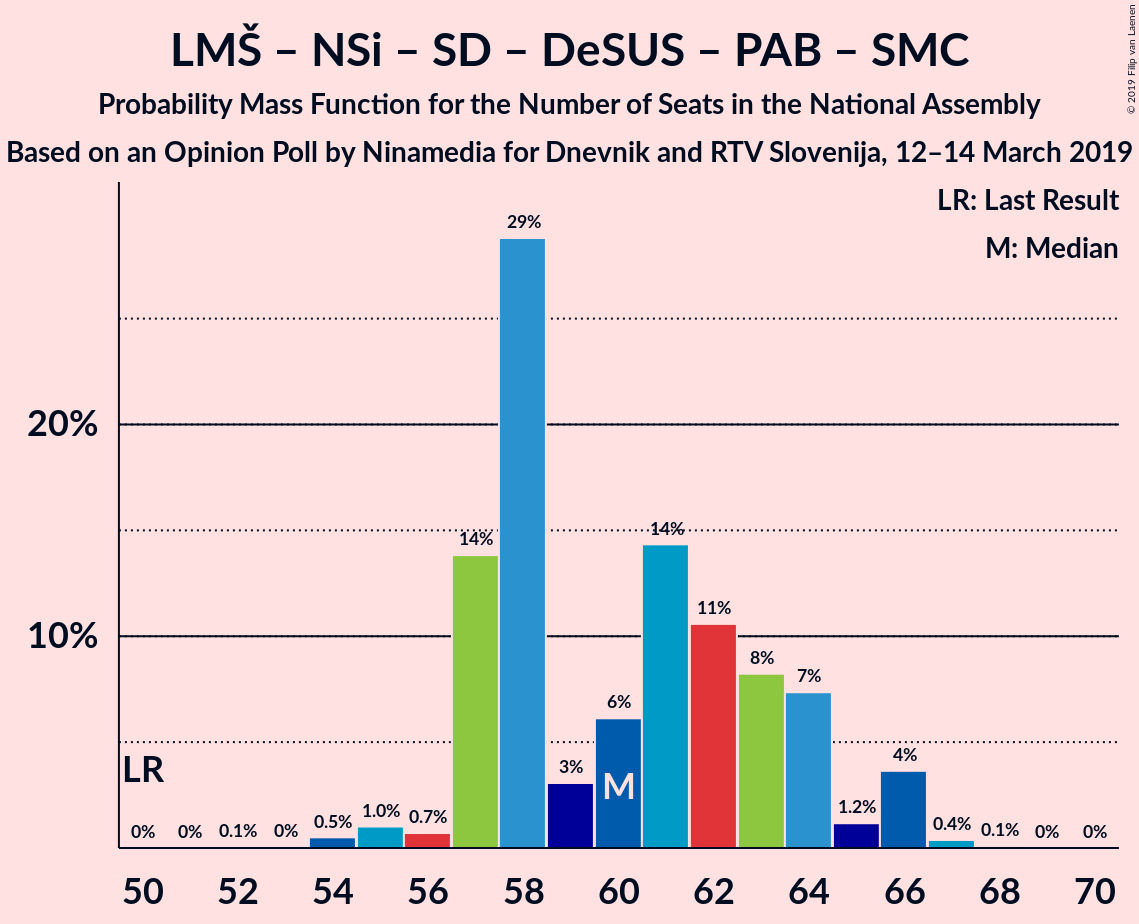 LMŠ – NSi – SD – DeSUS – PAB – SMC
Probability Mass Function for the Number of Seats in the National Assembly
Based on an Opinion Poll by Ninamedia for Dnevnik and RTV Slovenija, 12–14 March 2019
© 2019 Filip van Laenen
LR: Last Result
M: Median
20%
10%
LR
M
0%
0%
0.1%
0%
0.5%
1.0%
0.7%
14%
29%
3%
6%
14%
11%
8%
7%
1.2%
4%
0.4%
0.1%
0%
0%
50 52 54 56 58 60 62 64 66 68 70